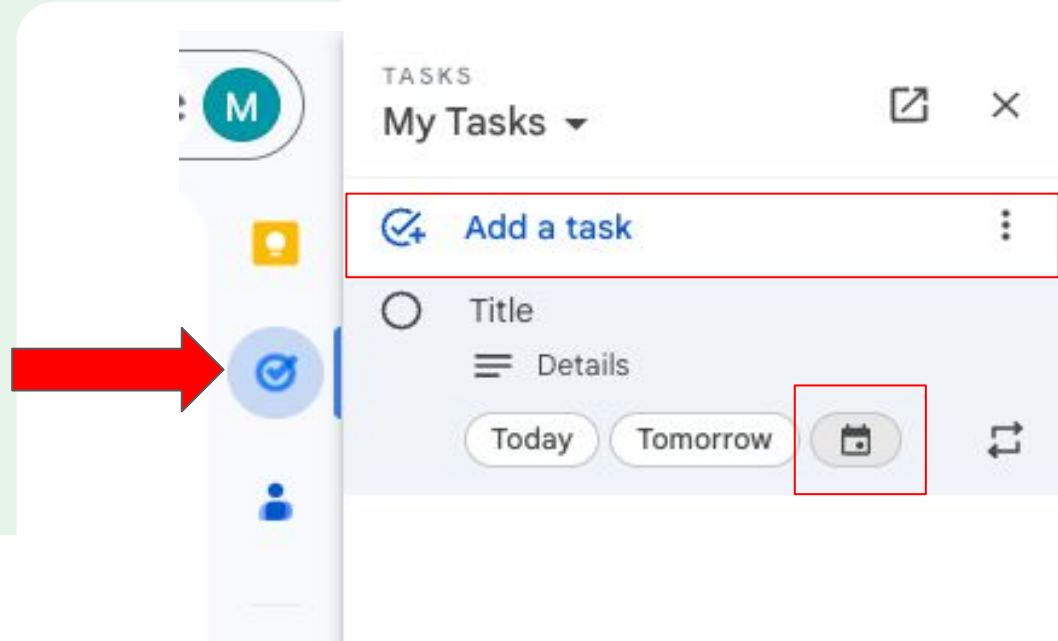 M
TASKS
My Tasks
Add a task
Title
Details
Today Tomorrow